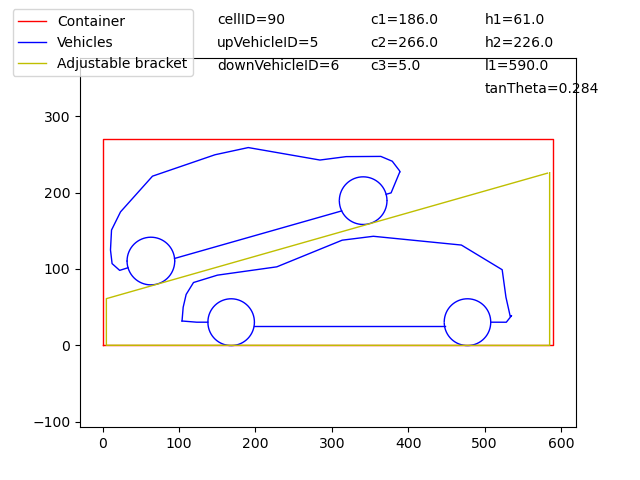 Container
Vehicles
Adjustable bracket
cellID=90
upVehicleID=5
downVehicleID=6
c1=186.0
c2=266.0
c3=5.0
h1=61.0
h2=226.0
l1=590.0
tanTheta=0.284
300
200
100
0
−100
0 100 200 300 400 500 600